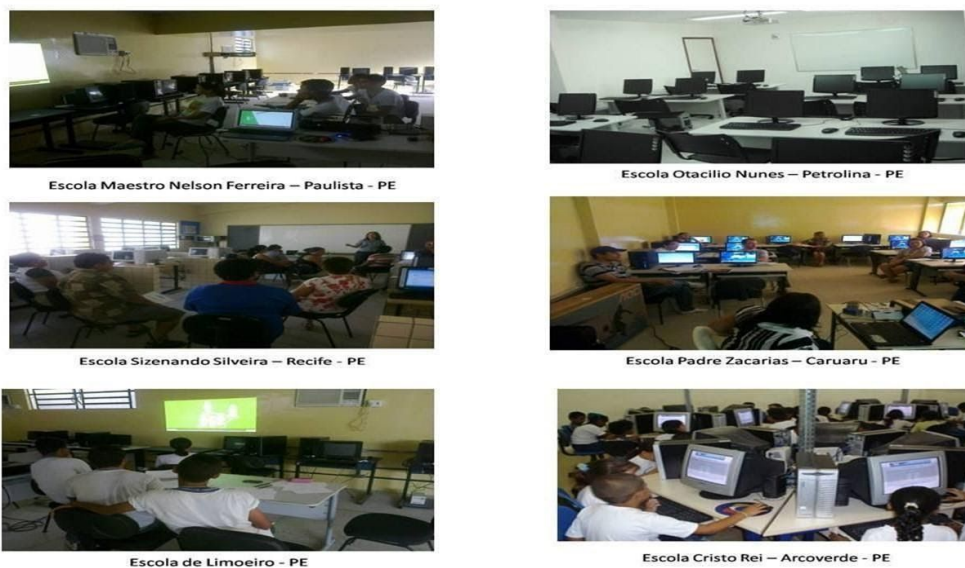 Escola Maestro Nelson Ferreira – Paulista - PE
Escola Otacilio Nunes – Petrolina - PE
Escola Sizenando Silveira – Recife - PE
Escola Padre Zacarias – Caruaru - PE
Escola de Limoeiro - PE
Escola Cristo Rei – Arcoverde - PE